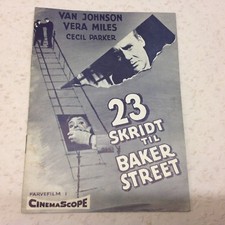 VAN JOHNSON
VERA MILES
CECIL PARKER
23
SKRIDT
TIL
BAKER
STREET
FARVEFILM I
CINEMASCOPE